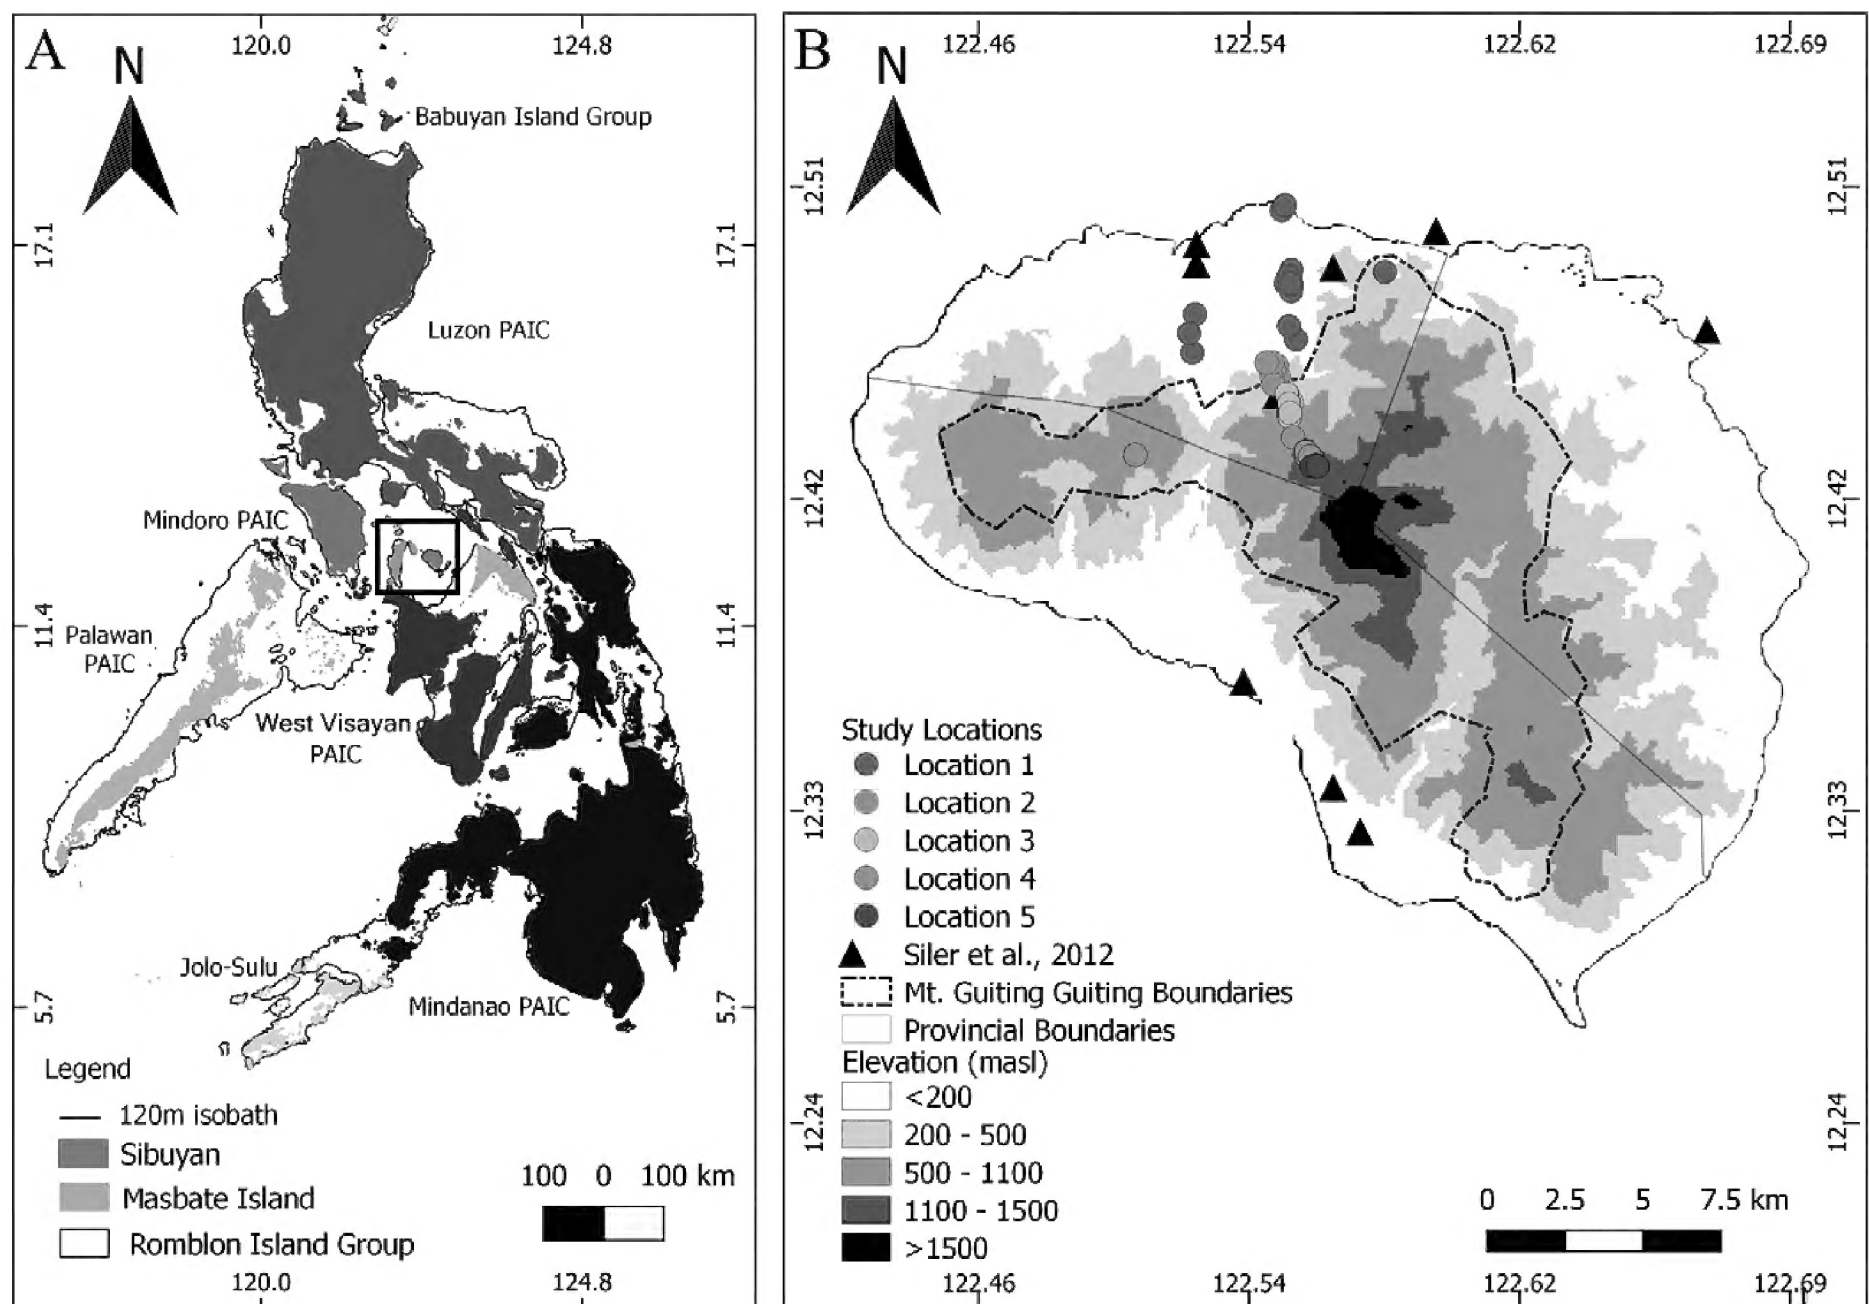 A
120.0
124.8
N
Babuyan Island Group
17.1
17.1
Luzon PAIC
Mindoro PAIC
11.4
11.4
Palawan
PAIC
West Visayan
PAIC
Jolo-Sulu
Mindanao PAIC
5.7
5.7
Legend
120m isobath
Sibuyan
Masbate Island
Romblon Island Group
100 0 100 km
120.0
124.8
B
122.46
122.54
122.62
122.69
N
12.51
12.51
12.42
12.42
12.33
12.33
12.24
12.24
Study Locations
Location 1
Location 2
Location 3
Location 4
Location 5
Siler et al., 2012
Mt. Guiting Guiting Boundaries
Provincial Boundaries
Elevation (masl)
<200
200 - 500
500 - 1100
1100 - 1500
>1500
0 2.5 5 7.5 km
122.46
122.54
122.62
122.69